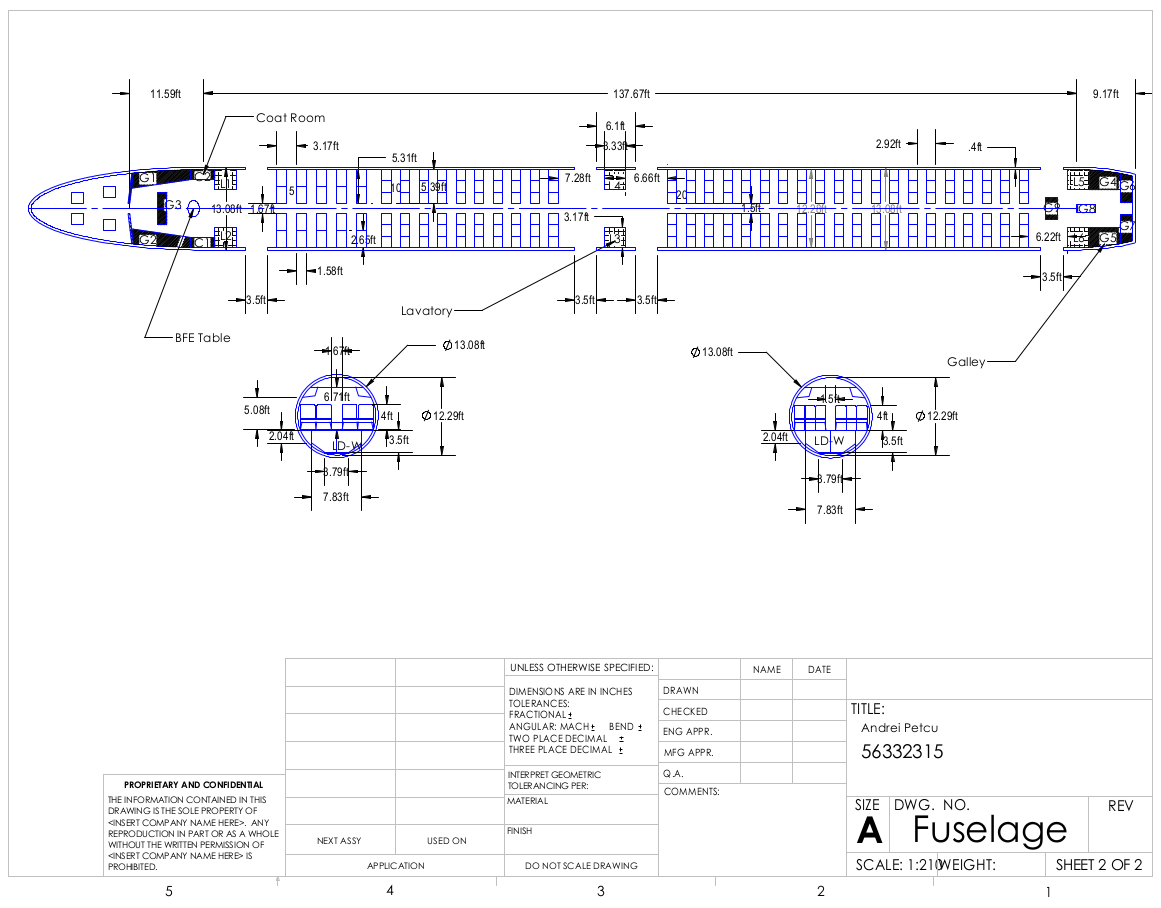 11.59ft
137.67ft
9.17ft
Coat Room
6.1ft
3.33ft
3.17ft
5.31ft
2.92ft
.4ft
G1
C2
L1
5
10
5.39ft
7.28ft
L4
6.66ft
20
L5
G4
G6
G3
13.08ft
1.67ft
3.17ft
1.5ft
12.28ft
13.08ft
G9
G8
G2
C1
L2
2.65ft
L3
6.22ft
L6
G5
G7
1.58ft
3.5ft
3.5ft
3.5ft
3.5ft
Lavatory
BFE Table
Galley
1.67ft
Ø13.08ft
6.71ft
5.08ft
4ft
Ø12.29ft
2.04ft
LD-W
3.5ft
3.79ft
7.83ft
Ø13.08ft
1.5ft
4ft
Ø12.29ft
2.04ft
LD-W
3.5ft
3.79ft
7.83ft
UNLESS OTHERWISE SPECIFIED:
DIMENSIONS ARE IN INCHES
TOLERANCES:
FRACTIONAL ±
ANGULAR: MACH ± BEND ±
TWO PLACE DECIMAL ±
THREE PLACE DECIMAL ±
INTERPRET GEOMETRIC
TOLERANCING PER:
MATERIAL
FINISH
DO NOT SCALE DRAWING
NAME DATE
DRAWN
CHECKED
ENG APPR.
MFG APPR.
Q.A.
COMMENTS:
TITLE:
Andrei Petcu
56332315
SIZE DWG. NO. REV
A Fuselage
SCALE: 1:210 WEIGHT: SHEET 2 OF 2
PROPRIETARY AND CONFIDENTIAL
THE INFORMATION CONTAINED IN THIS
DRAWING IS THE SOLE PROPERTY OF
<INSERT COMPANY NAME HERE>. ANY
REPRODUCTION IN PART OR AS A WHOLE
WITHOUT THE WRITTEN PERMISSION OF
<INSERT COMPANY NAME HERE> IS
PROHIBITED.
NEXT ASSY USED ON
APPLICATION
5 4 3 2 1